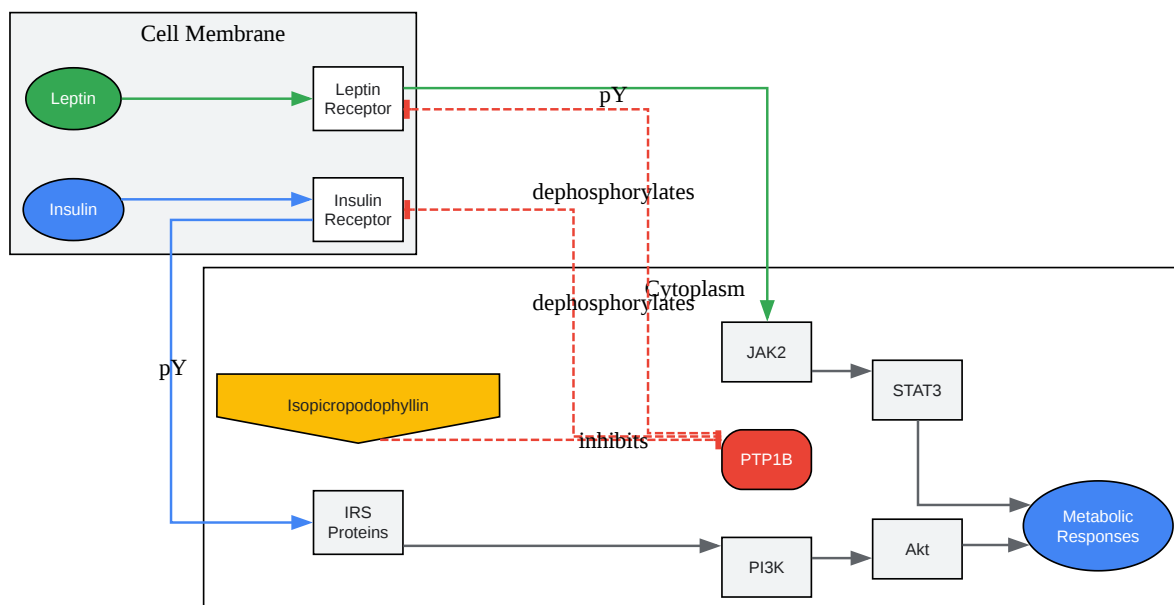 Cell Membrane
Leptin
Leptin
Receptor
pY
Insulin
Insulin
Receptor
dephosphorylates
Cytoplasm
dephosphorylates
JAK2
pY
STAT3
Isopicropodophyllin
inhibits
PTP1B
IRS
Proteins
Metabolic
Responses
PI3K
Akt